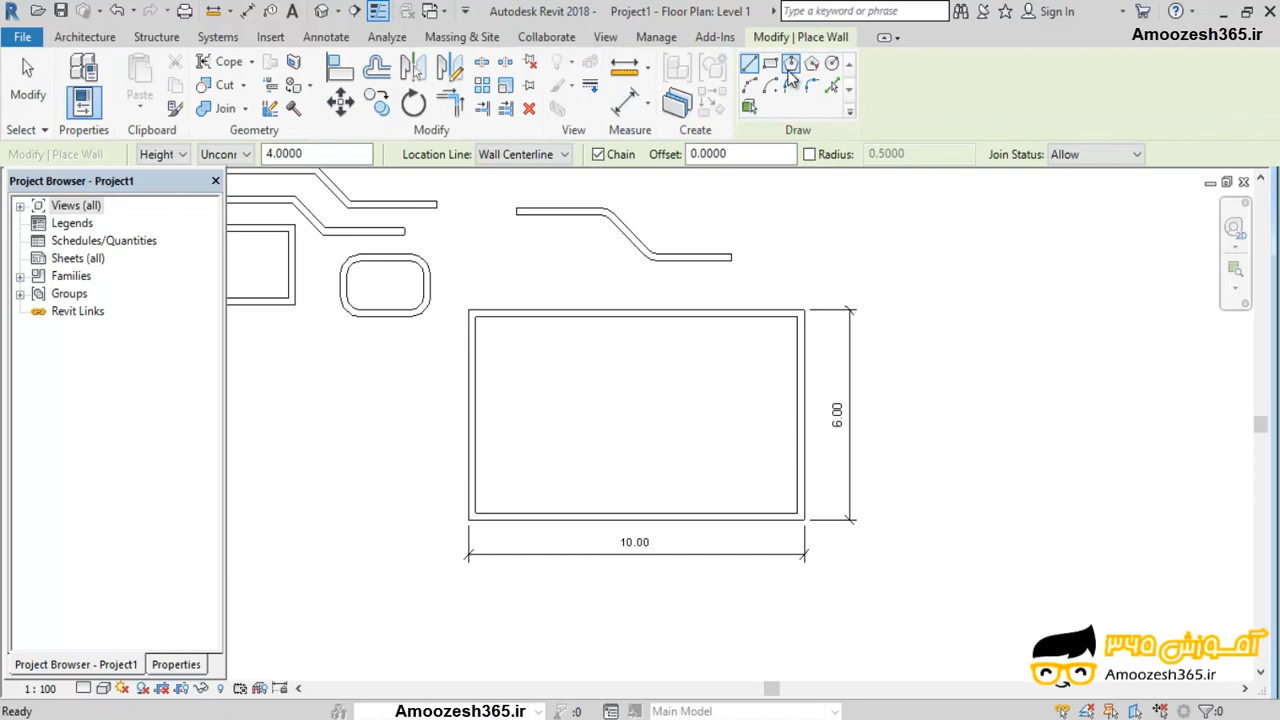 Autodesk Revit 2018 - Project1 - Floor Plan: Level 1
Type a keyword or phrase
Sign In
File Architecture Structure Systems Insert Annotate Analyze Massing & Site Collaborate View Manage Add-Ins Modify | Place Wall
Amoozesh365.ir
Modify
Paste
Cope
Cut
Join
Select Properties Clipboard Geometry Modify View Measure Create Draw
Modify | Place Wall Height Uncon 4.0000 Location Line: Wall Centerline Chain Offset: 0.0000 Radius: 0.5000 Join Status: Allow
Project Browser - Project1
Views (all)
Legends
Schedules/Quantities
Sheets (all)
Families
Groups
Revit Links
2D
6.00
10.00
آمـوزش ۳۶۵
Amoozesh365.ir
Project Browser - Project1 Properties
1 : 100
Ready
Amoozesh365.ir
:0
Main Model
:0